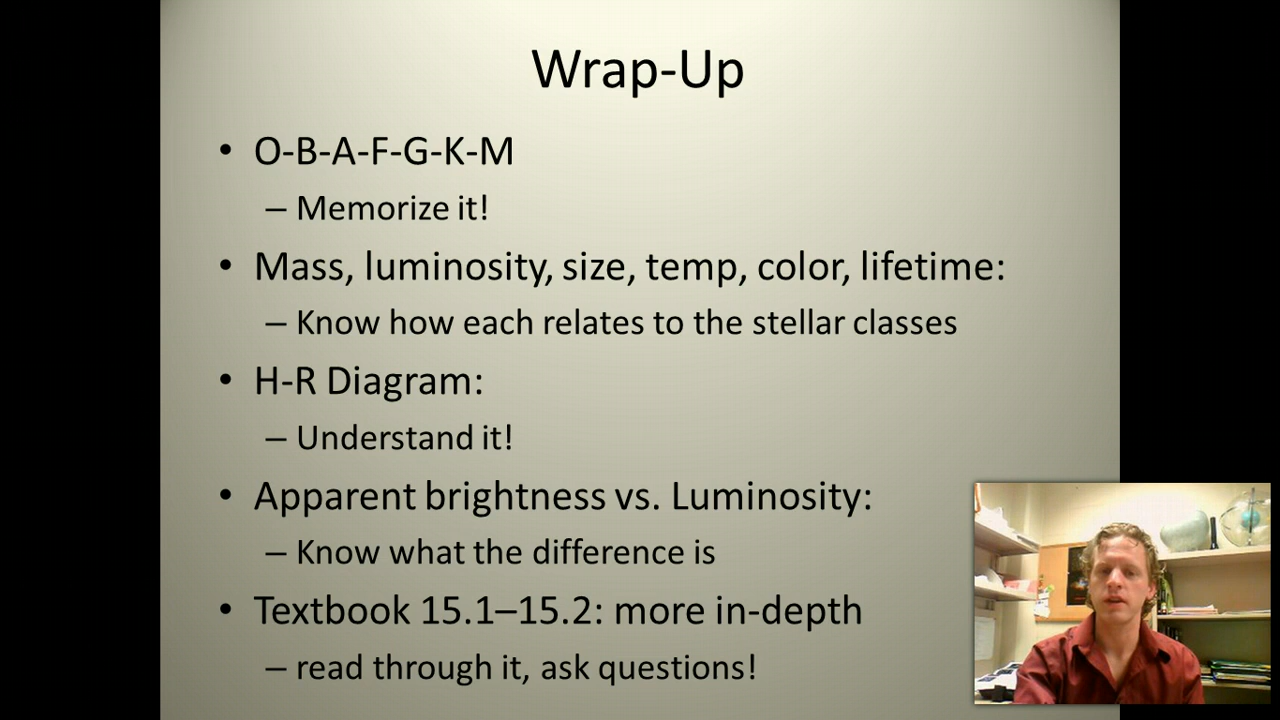 Wrap-Up
• O-B-A-F-G-K-M
– Memorize it!
• Mass, luminosity, size, temp, color, lifetime:
– Know how each relates to the stellar classes
• H-R Diagram:
– Understand it!
• Apparent brightness vs. Luminosity:
– Know what the difference is
• Textbook 15.1–15.2: more in-depth
– read through it, ask questions!